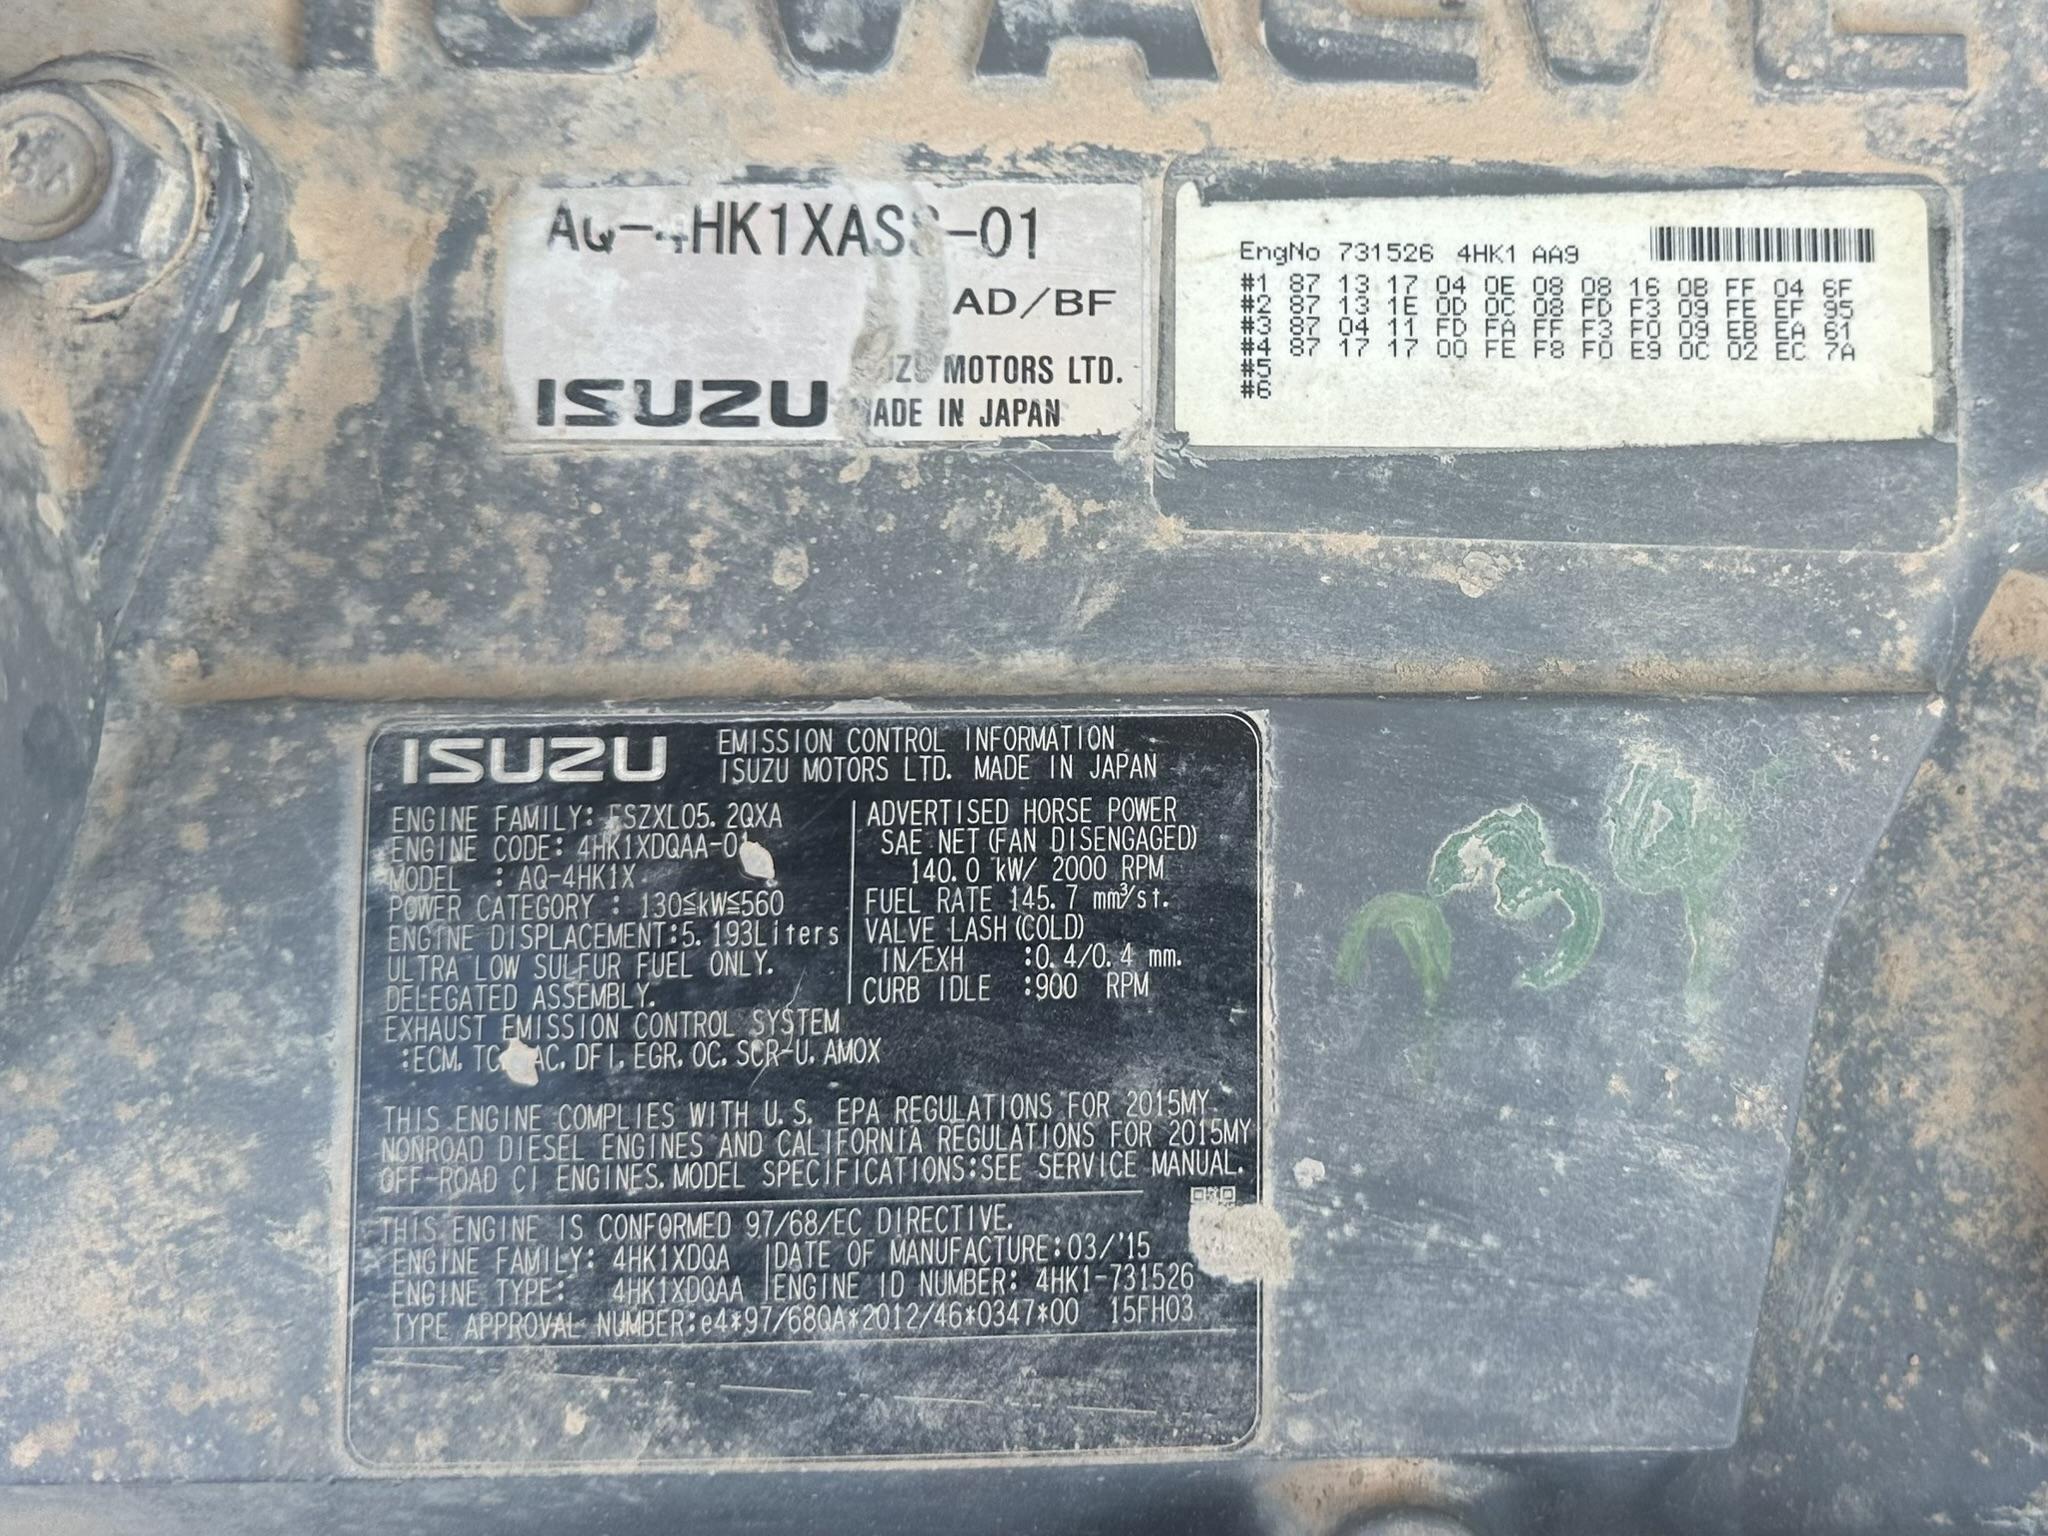 AQ-4HK1XASS-01
AD/BF
ISUZU MOTORS LTD.
ISUZU MADE IN JAPAN
EngNo 731526 4HK1 AA9
#1 87 13 17 04 0E 08 08 16 0B FF 04 6F
#2 87 13 1E 0D 0C 08 FD F3 09 FE EF 95
#3 87 04 11 FD FA FF F3 F0 09 EB EA 61
#4 87 17 17 00 FE F8 F0 E9 0C 02 EC 7A
#5
#6
ISUZU
EMISSION CONTROL INFORMATION
ISUZU MOTORS LTD. MADE IN JAPAN
ENGINE FAMILY: FSZXL05.2QXA
ENGINE CODE: 4HK1XDQAA-01
MODEL : AQ-4HK1X
POWER CATEGORY : 130≦kW≦560
ENGINE DISPLACEMENT:5.193Liters
ULTRA LOW SULFUR FUEL ONLY.
DELEGATED ASSEMBLY.
EXHAUST EMISSION CONTROL SYSTEM
:ECM, TC, AC, DFI, EGR, OC, SCR-U, AMOX
ADVERTISED HORSE POWER
SAE NET (FAN DISENGAGED)
140.0 kW/ 2000 RPM
FUEL RATE 145.7 mm³/st.
VALVE LASH (COLD)
IN/EXH :0.4/0.4 mm.
CURB IDLE :900 RPM
THIS ENGINE COMPLIES WITH U.S. EPA REGULATIONS FOR 2015MY
NONROAD DIESEL ENGINES AND CALIFORNIA REGULATIONS FOR 2015MY
OFF-ROAD CI ENGINES. MODEL SPECIFICATIONS:SEE SERVICE MANUAL.
THIS ENGINE IS CONFORMED 97/68/EC DIRECTIVE.
ENGINE FAMILY: 4HK1XDQA DATE OF MANUFACTURE:03/'15
ENGINE TYPE: 4HK1XDQAA ENGINE ID NUMBER: 4HK1-731526
TYPE APPROVAL NUMBER:e4*97/68QA*2012/46*0347*00 15FH03